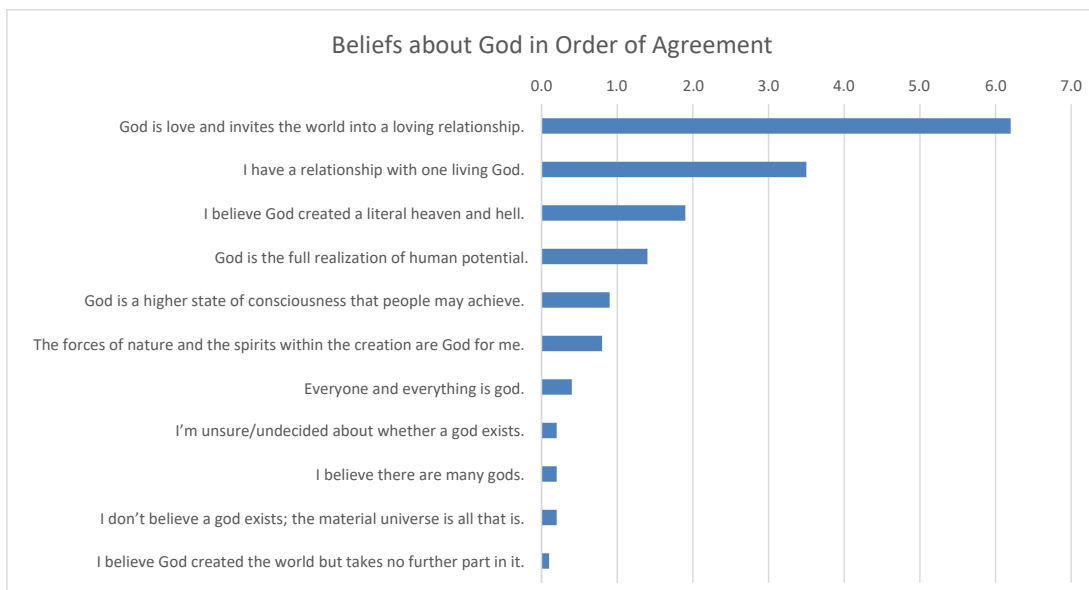 Beliefs about God in Order of Agreement
0.0 1.0 2.0 3.0 4.0 5.0 6.0 7.0
God is love and invites the world into a loving relationship.
I have a relationship with one living God.
I believe God created a literal heaven and hell.
God is the full realization of human potential.
God is a higher state of consciousness that people may achieve.
The forces of nature and the spirits within the creation are God for me.
Everyone and everything is god.
I’m unsure/undecided about whether a god exists.
I believe there are many gods.
I don’t believe a god exists; the material universe is all that is.
I believe God created the world but takes no further part in it.